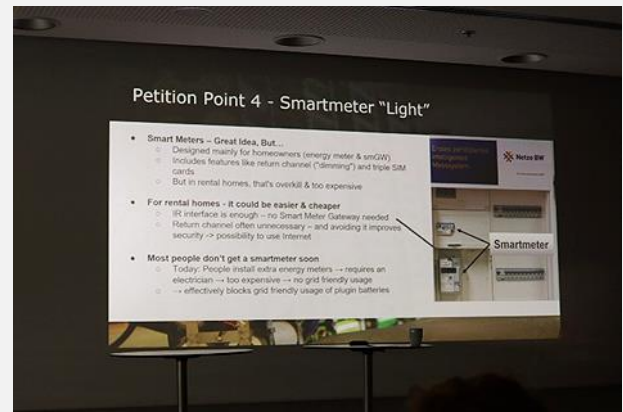 Petition Point 4 - Smartmeter "Light"
● Smart Meters – Great Idea, But…
○ Designed mainly for homeowners (energy meter & smGW)
○ Includes features like return channel ("dimming") and triple SIM
cards
○ But in rental homes, that's overkill & too expensive
● For rental homes - it could be easier & cheaper
○ IR interface is enough – no Smart Meter Gateway needed
○ Return channel often unnecessary – and avoiding it improves
security -> possibility to use Internet
● Most people don't get a smartmeter soon
○ Today: People install extra energy meters → requires an
electrician → too expensive → no grid friendly usage
○ → effectively blocks grid friendly usage of plugin batteries
Netze BW
Smartmeter